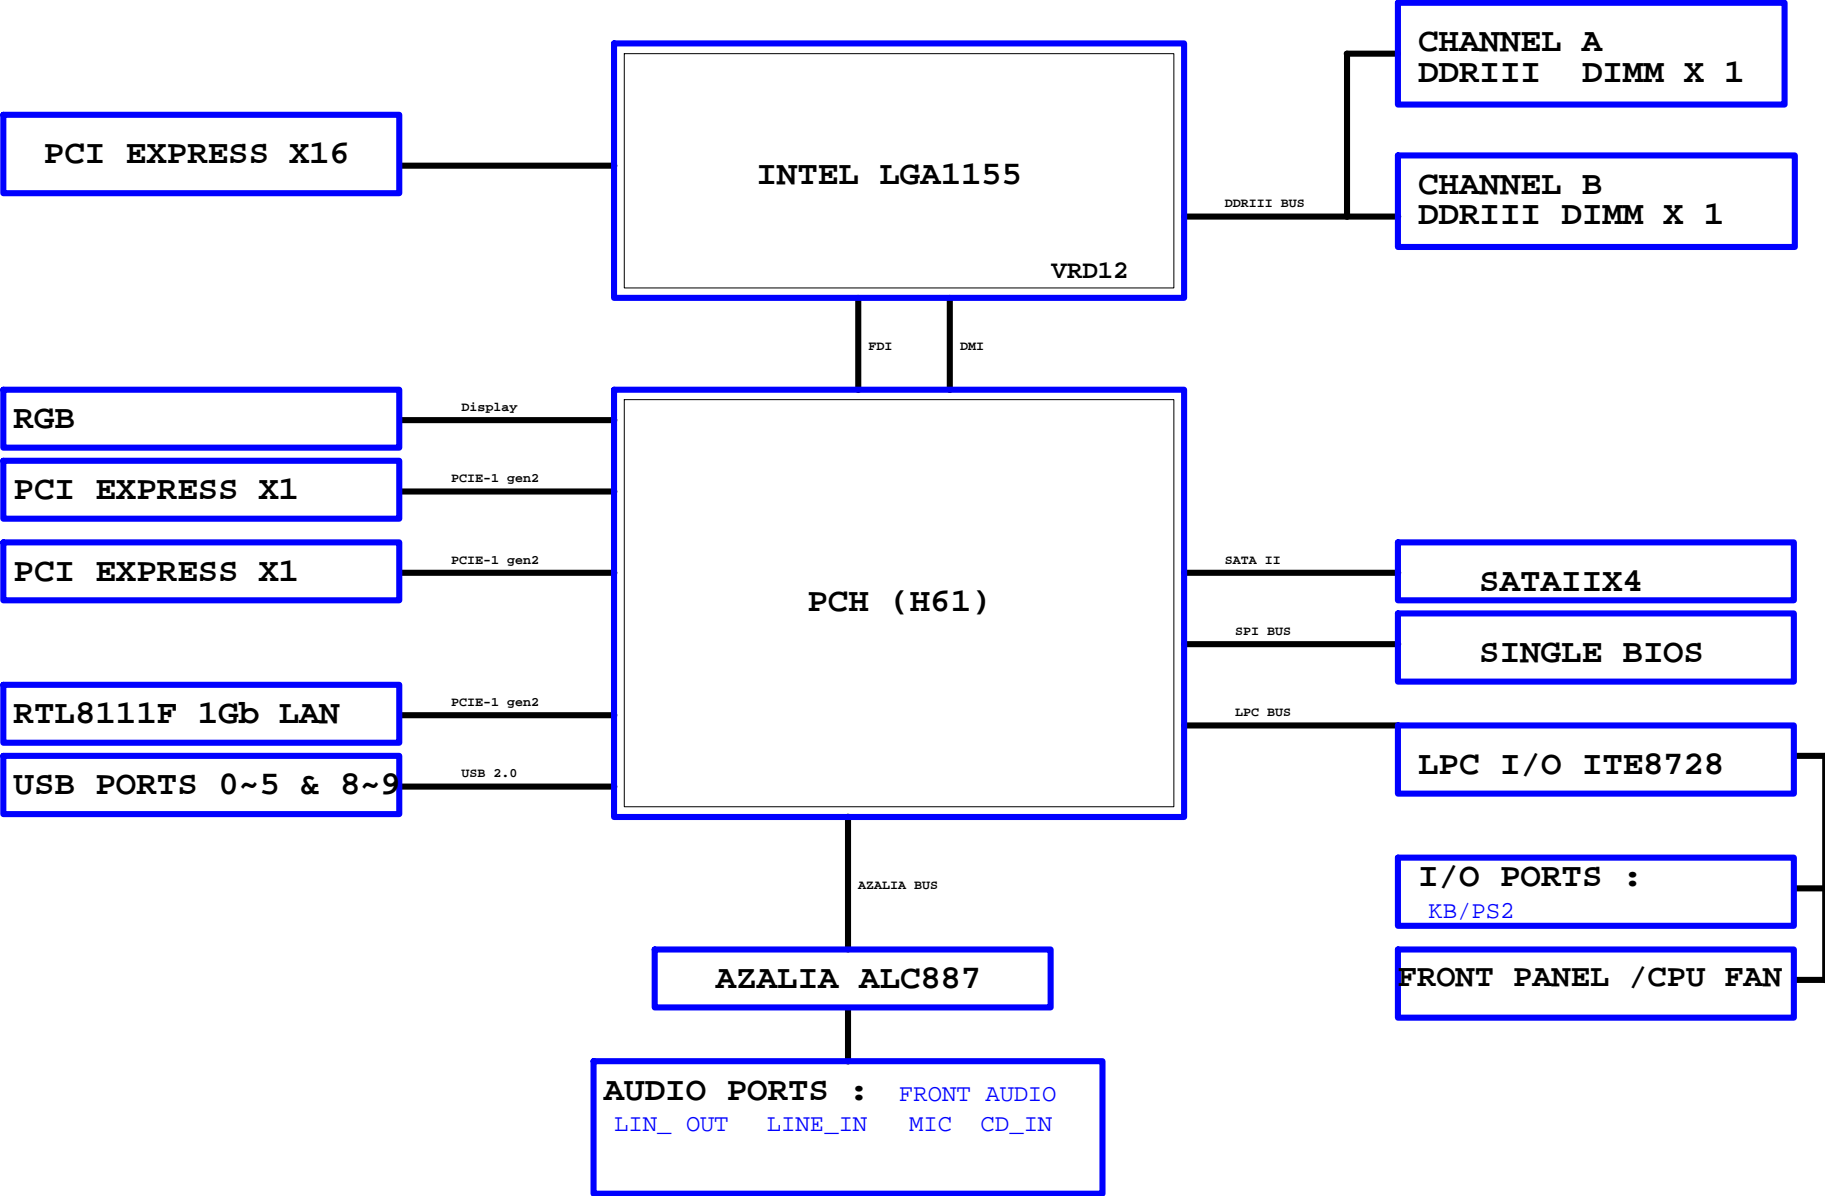 CHANNEL A
DDRIII DIMM X 1
PCI EXPRESS X16
INTEL LGA1155
VRD12
DDRIII BUS
CHANNEL B
DDRIII DIMM X 1
FDI
DMI
RGB
Display
PCI EXPRESS X1
PCIE-1 gen2
PCI EXPRESS X1
PCIE-1 gen2
PCH (H61)
SATA II
SATAIIX4
SPI BUS
SINGLE BIOS
RTL8111F 1Gb LAN
PCIE-1 gen2
LPC BUS
LPC I/O ITE8728
USB PORTS 0~5 & 8~9
USB 2.0
AZALIA BUS
I/O PORTS :
KB/PS2
AZALIA ALC887
FRONT PANEL /CPU FAN
AUDIO PORTS : FRONT AUDIO
LIN_ OUT LINE_IN MIC CD_IN